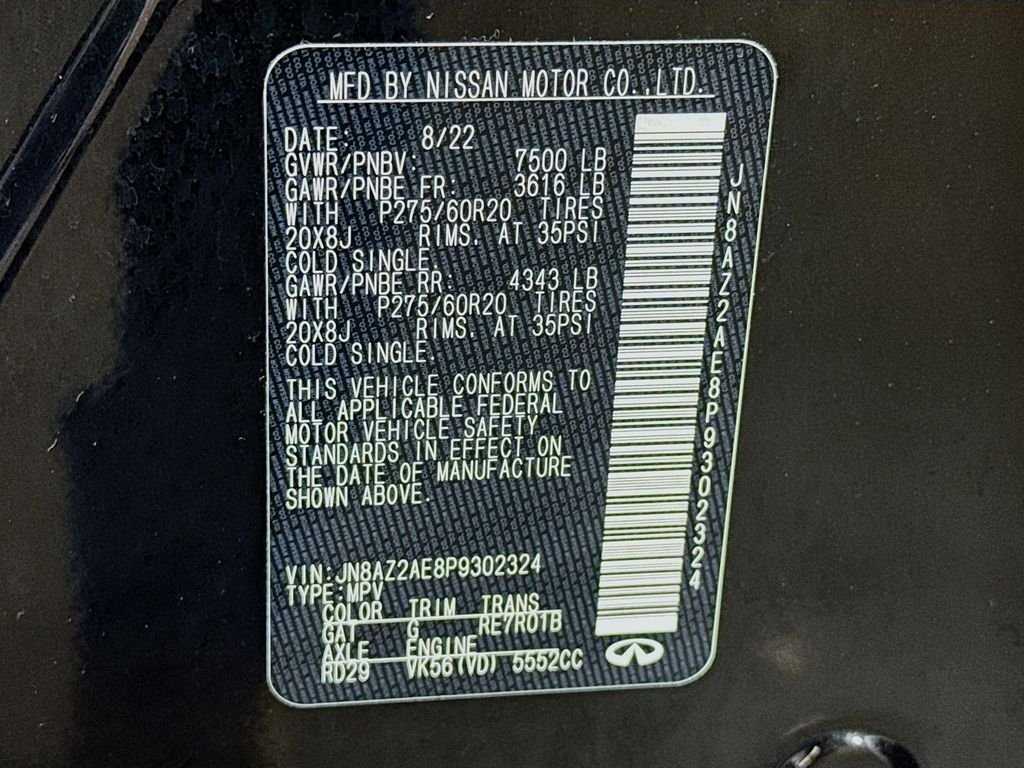 MFD BY NISSAN MOTOR CO.,LTD.
DATE: 8/22
GVWR/PNBV: 7500 LB
GAWR/PNBE FR: 3616 LB
WITH P275/60R20 TIRES
20X8J RIMS, AT 35PSI
COLD SINGLE.
GAWR/PNBE RR: 4343 LB
WITH P275/60R20 TIRES
20X8J RIMS, AT 35PSI
COLD SINGLE.
THIS VEHICLE CONFORMS TO
ALL APPLICABLE FEDERAL
MOTOR VEHICLE SAFETY
STANDARDS IN EFFECT ON
THE DATE OF MANUFACTURE
SHOWN ABOVE.
VIN:JN8AZ2AE8P9302324
TYPE:MPV
COLOR TRIM TRANS
GAT G RE7R01B
AXLE ENGINE
RD29 VK56(VD) 5552CC
JN8AZ2AE8P9302324